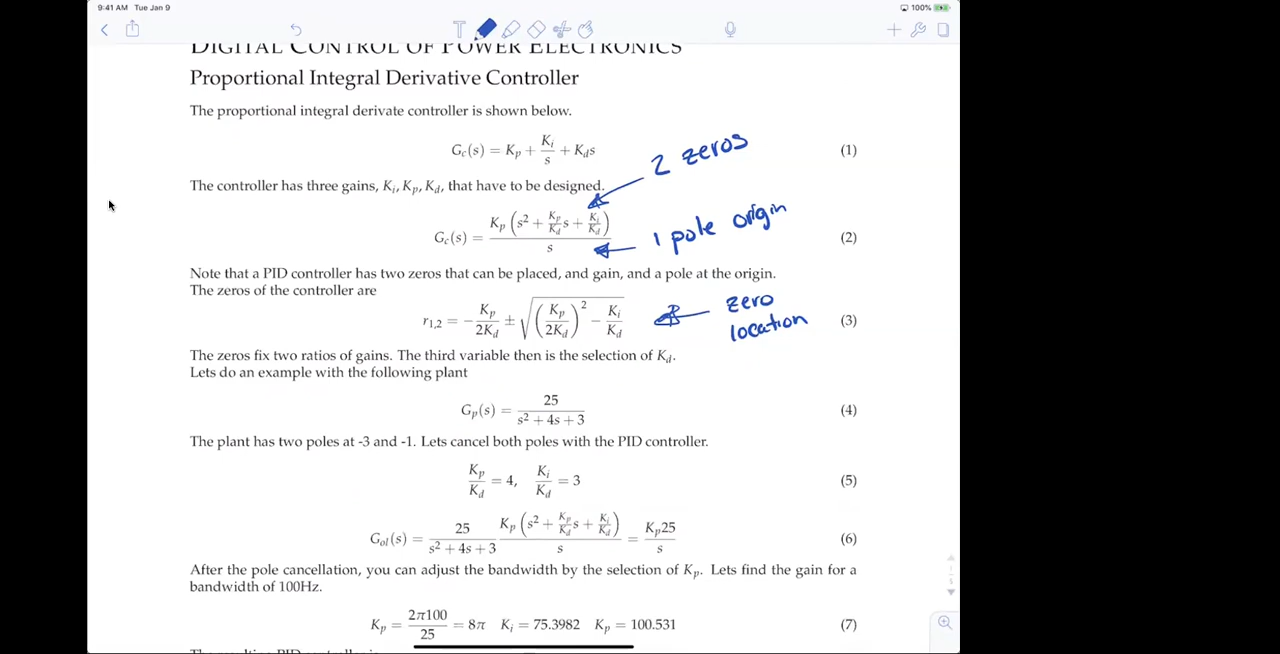 9:41 AM Tue Jan 9
100%
DIGITAL CONTROL OF POWER ELECTRONICS
Proportional Integral Derivative Controller
The proportional integral derivate controller is shown below.
G_c(s) = K_p + K_i/s + K_d s (1)
2 zeros
The controller has three gains, K_i, K_p, K_d, that have to be designed.
G_c(s) = K_p (s² + K_p/K_d s + K_i/K_d) / s (2)
1 pole origin
Note that a PID controller has two zeros that can be placed, and gain, and a pole at the origin.
The zeros of the controller are
r_1,2 = − K_p/2K_d ± √((K_p/2K_d)² − K_i/K_d) (3)
zero
location
The zeros fix two ratios of gains. The third variable then is the selection of K_d.
Lets do an example with the following plant
G_p(s) = 25 / (s² + 4s + 3) (4)
The plant has two poles at -3 and -1. Lets cancel both poles with the PID controller.
K_p/K_d = 4, K_i/K_d = 3 (5)
G_ol(s) = 25 / (s² + 4s + 3) K_p (s² + K_p/K_d s + K_i/K_d) / s = K_p25 / s (6)
After the pole cancellation, you can adjust the bandwidth by the selection of K_p. Lets find the gain for a
bandwidth of 100Hz.
K_p = 2π100/25 = 8π K_i = 75.3982 K_p = 100.531 (7)